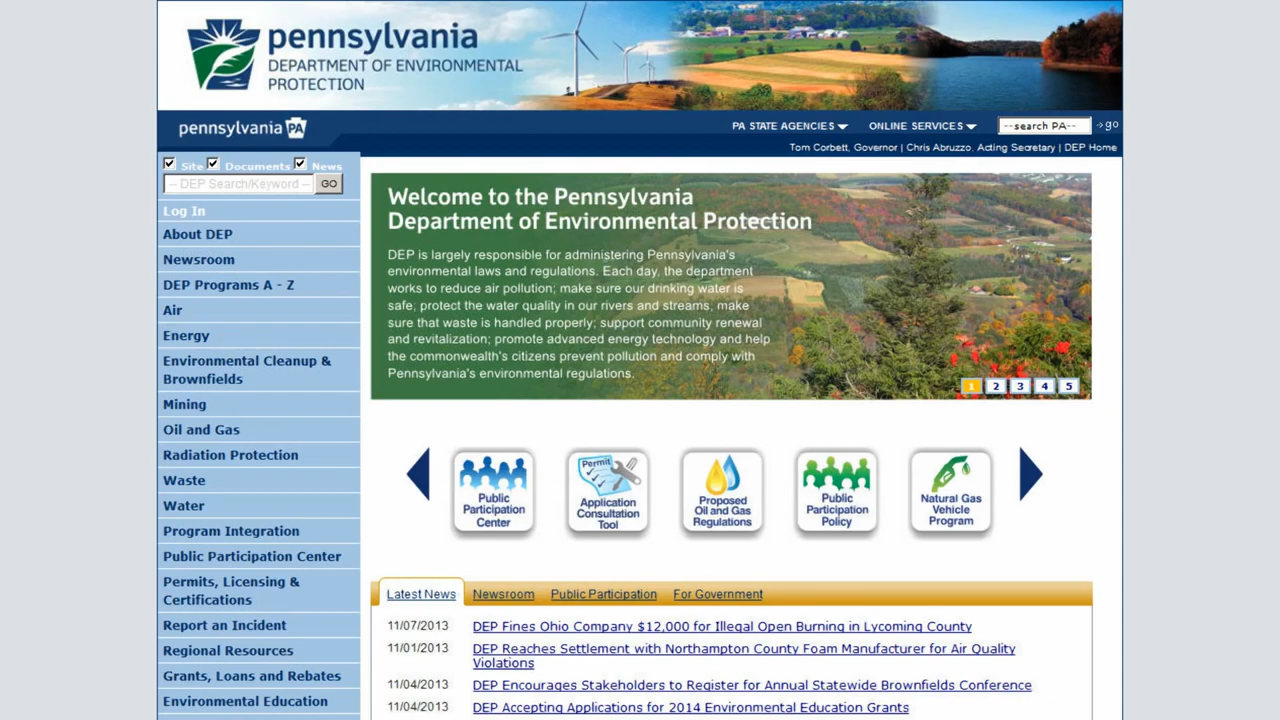 pennsylvania
DEPARTMENT OF ENVIRONMENTAL
PROTECTION
pennsylvania PA
PA STATE AGENCIES
ONLINE SERVICES
--search PA--
go
Tom Corbett, Governor | Chris Abruzzo, Acting Secretary | DEP Home
Site Documents News
-- DEP Search/Keyword --
GO
Log In
About DEP
Newsroom
DEP Programs A - Z
Air
Energy
Environmental Cleanup &
Brownfields
Mining
Oil and Gas
Radiation Protection
Waste
Water
Program Integration
Public Participation Center
Permits, Licensing &
Certifications
Report an Incident
Regional Resources
Grants, Loans and Rebates
Environmental Education
Welcome to the Pennsylvania
Department of Environmental Protection
DEP is largely responsible for administering Pennsylvania's
environmental laws and regulations. Each day, the department
works to reduce air pollution; make sure our drinking water is
safe; protect the water quality in our rivers and streams; make
sure that waste is handled properly; support community renewal
and revitalization; promote advanced energy technology and help
the commonwealth's citizens prevent pollution and comply with
Pennsylvania's environmental regulations.
1 2 3 4 5
Public
Participation
Center
Permit
Application
Consultation
Tool
Proposed
Oil and Gas
Regulations
Public
Participation
Policy
Natural Gas
Vehicle
Program
Latest News Newsroom Public Participation For Government
11/07/2013 DEP Fines Ohio Company $12,000 for Illegal Open Burning in Lycoming County
11/01/2013 DEP Reaches Settlement with Northampton County Foam Manufacturer for Air Quality
Violations
11/04/2013 DEP Encourages Stakeholders to Register for Annual Statewide Brownfields Conference
11/04/2013 DEP Accepting Applications for 2014 Environmental Education Grants